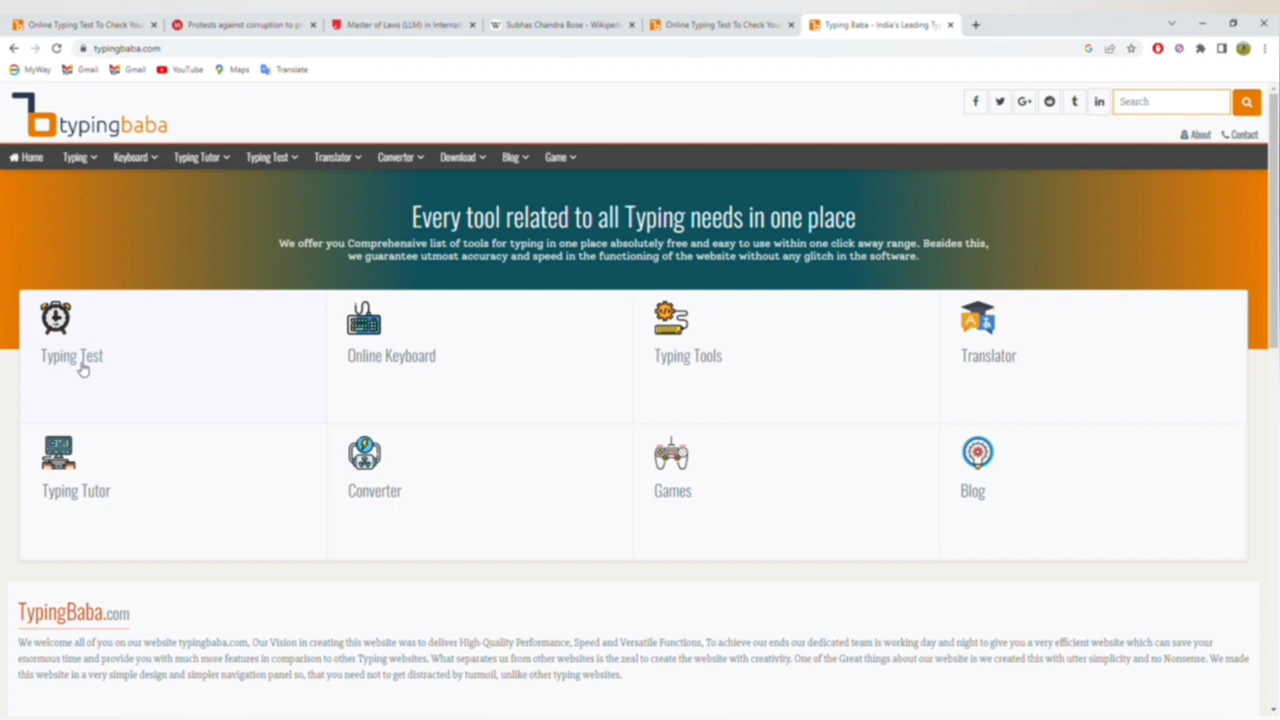 Online Typing Test To Check You
Protests against corruption to pr
Master of Laws (LLM) in Internat
Subhas Chandra Bose - Wikiped
Online Typing Test To Check You
Typing Baba - India's Leading Ty
typingbaba.com
MyWay
Gmail
Gmail
YouTube
Maps
Translate
typingbaba
Search
About
Contact
Home
Typing
Keyboard
Typing Tutor
Typing Test
Translator
Converter
Download
Blog
Game
Every tool related to all Typing needs in one place
We offer you Comprehensive list of tools for typing in one place absolutely free and easy to use within one click away range. Besides this,
we guarantee utmost accuracy and speed in the functioning of the website without any glitch in the software.
Typing Test
Online Keyboard
Typing Tools
Translator
Typing Tutor
Converter
Games
Blog
TypingBaba.com
We welcome all of you on our website typingbaba.com, Our Vision in creating this website was to deliver High-Quality Performance, Speed and Versatile Functions, To achieve our ends our dedicated team is working day and night to give you a very efficient website which can save your
enormous time and provide you with much more features in comparison to other Typing websites. What separates us from other websites is the zeal to create the website with creativity. One of the Great things about our website is we created this with utter simplicity and no Nonsense. We made
this website in a very simple design and simpler navigation panel so, that you need not to get distracted by turmoil, unlike other typing websites.